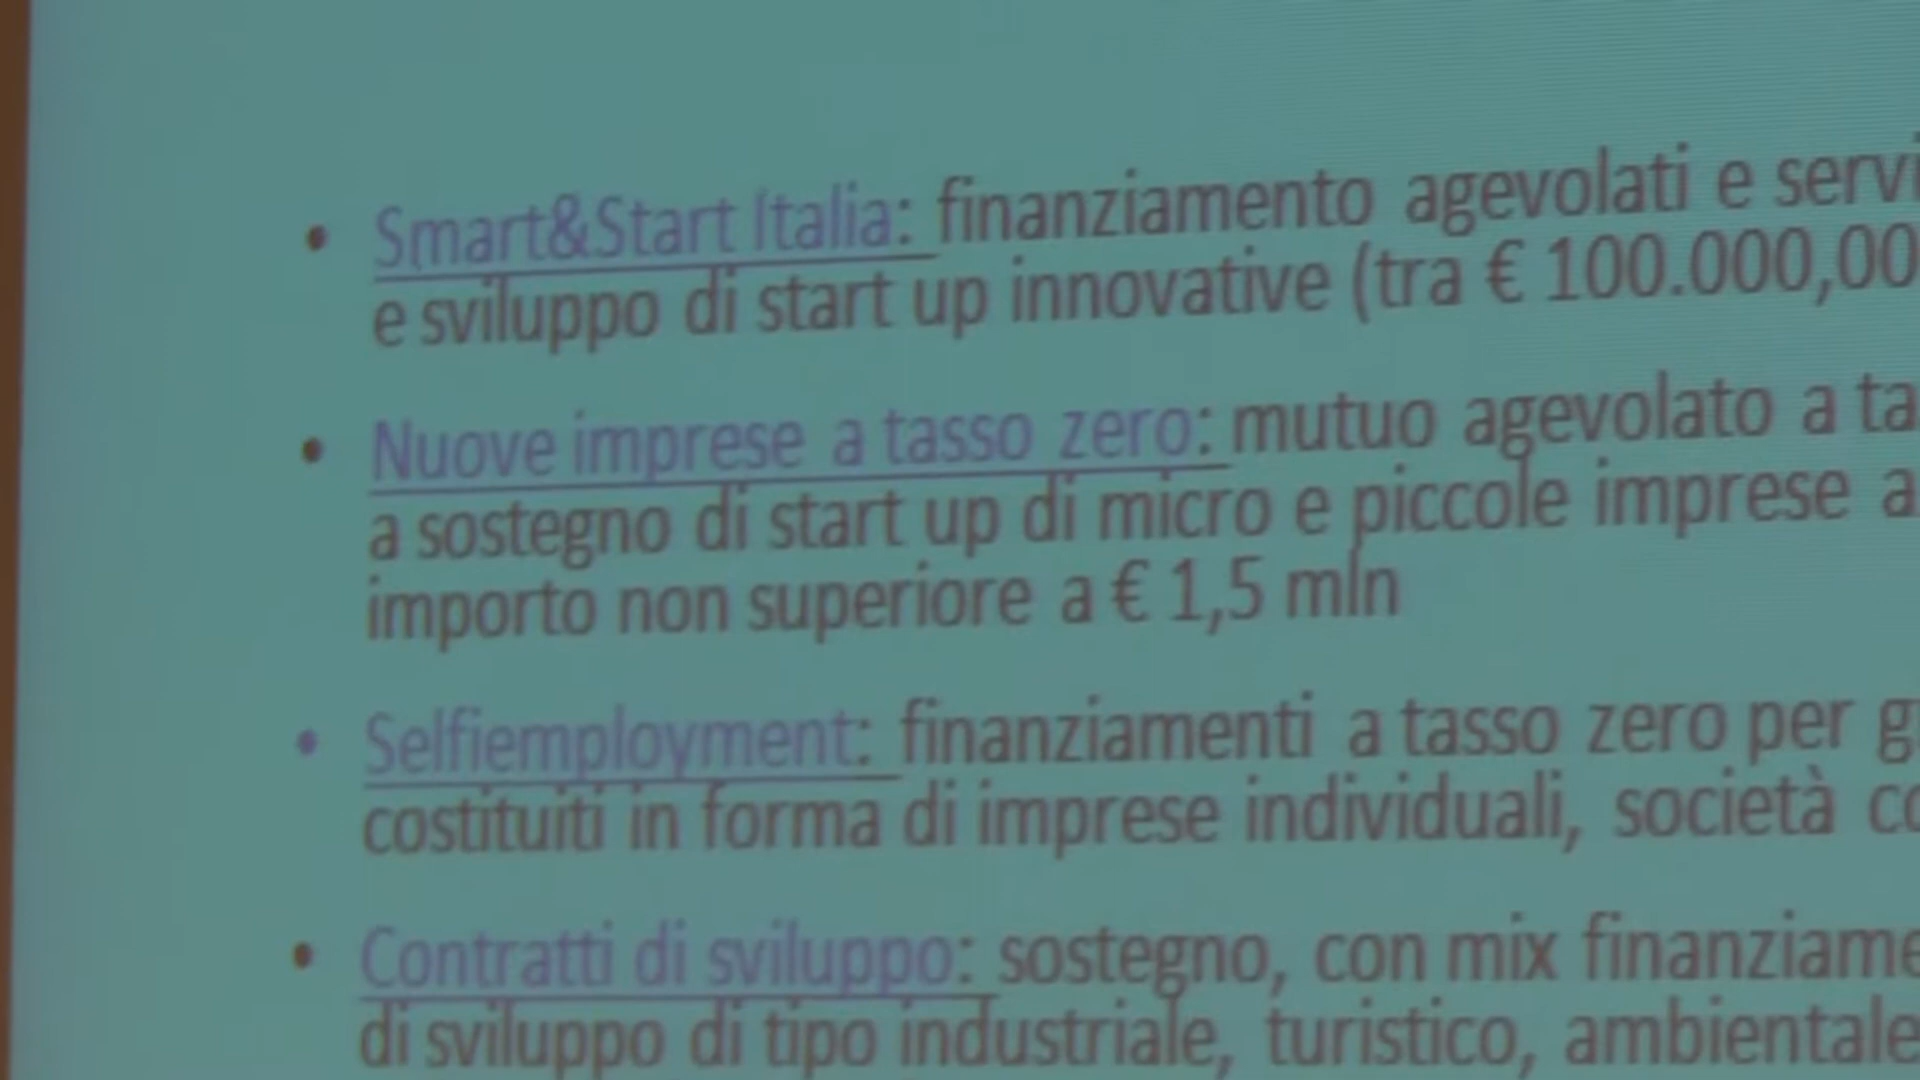 • Smart&Start Italia: finanziamento agevolati e servi
e sviluppo di start up innovative (tra € 100.000,00
• Nuove imprese a tasso zero: mutuo agevolato a ta
a sostegno di start up di micro e piccole imprese a
importo non superiore a € 1,5 mln
• Selfiemployment: finanziamenti a tasso zero per g
costituiti in forma di imprese individuali, società co
• Contratti di sviluppo: sostegno, con mix finanziame
di sviluppo di tipo industriale, turistico, ambientale